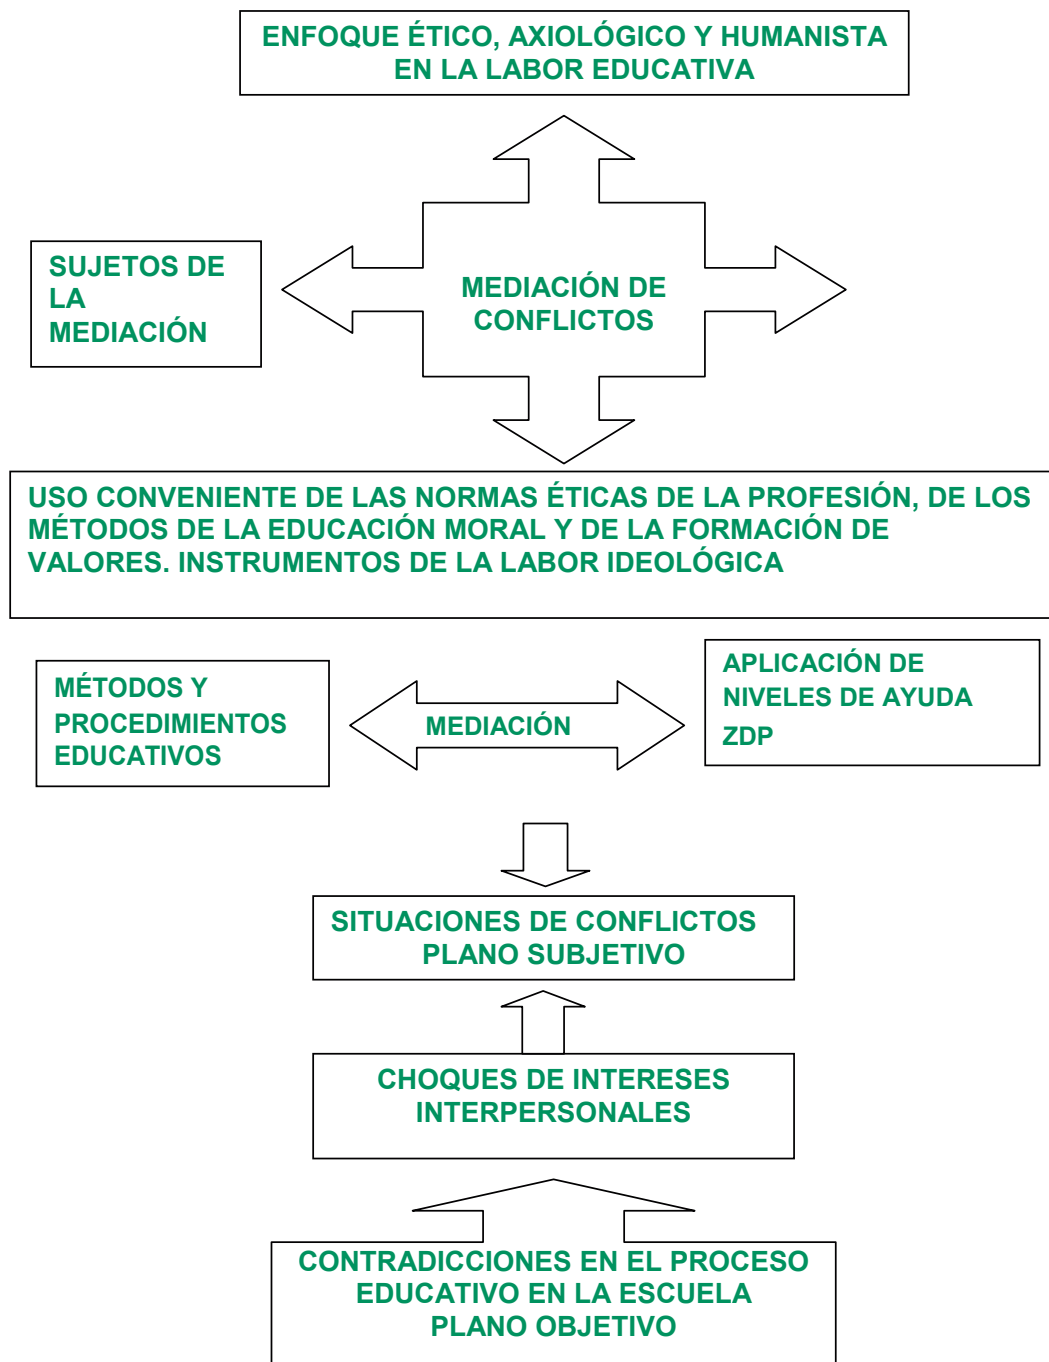 ENFOQUE ÉTICO, AXIOLÓGICO Y HUMANISTA
EN LA LABOR EDUCATIVA
SUJETOS DE
LA
MEDIACIÓN
MEDIACIÓN DE
CONFLICTOS
USO CONVENIENTE DE LAS NORMAS ÉTICAS DE LA PROFESIÓN, DE LOS
MÉTODOS DE LA EDUCACIÓN MORAL Y DE LA FORMACIÓN DE
VALORES. INSTRUMENTOS DE LA LABOR IDEOLÓGICA
MÉTODOS Y
PROCEDIMIENTOS
EDUCATIVOS
MEDIACIÓN
APLICACIÓN DE
NIVELES DE AYUDA
ZDP
SITUACIONES DE CONFLICTOS
PLANO SUBJETIVO
CHOQUES DE INTERESES
INTERPERSONALES
CONTRADICCIONES EN EL PROCESO
EDUCATIVO EN LA ESCUELA
PLANO OBJETIVO